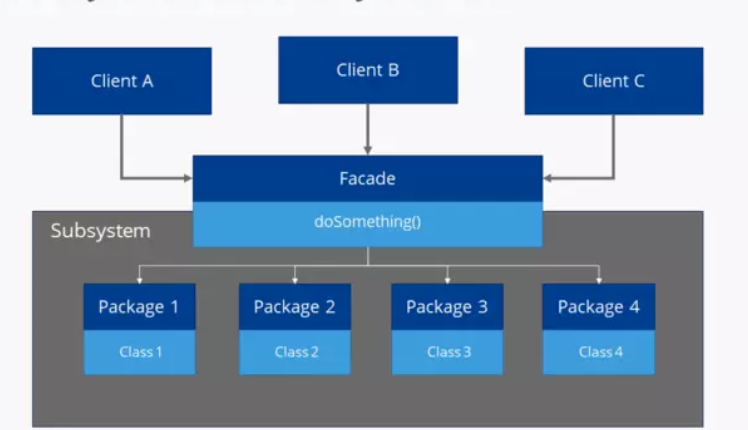 Client A
Client B
Client C
Facade
doSomething()
Subsystem
Package 1
Package 2
Package 3
Package 4
Class 1
Class 2
Class 3
Class 4